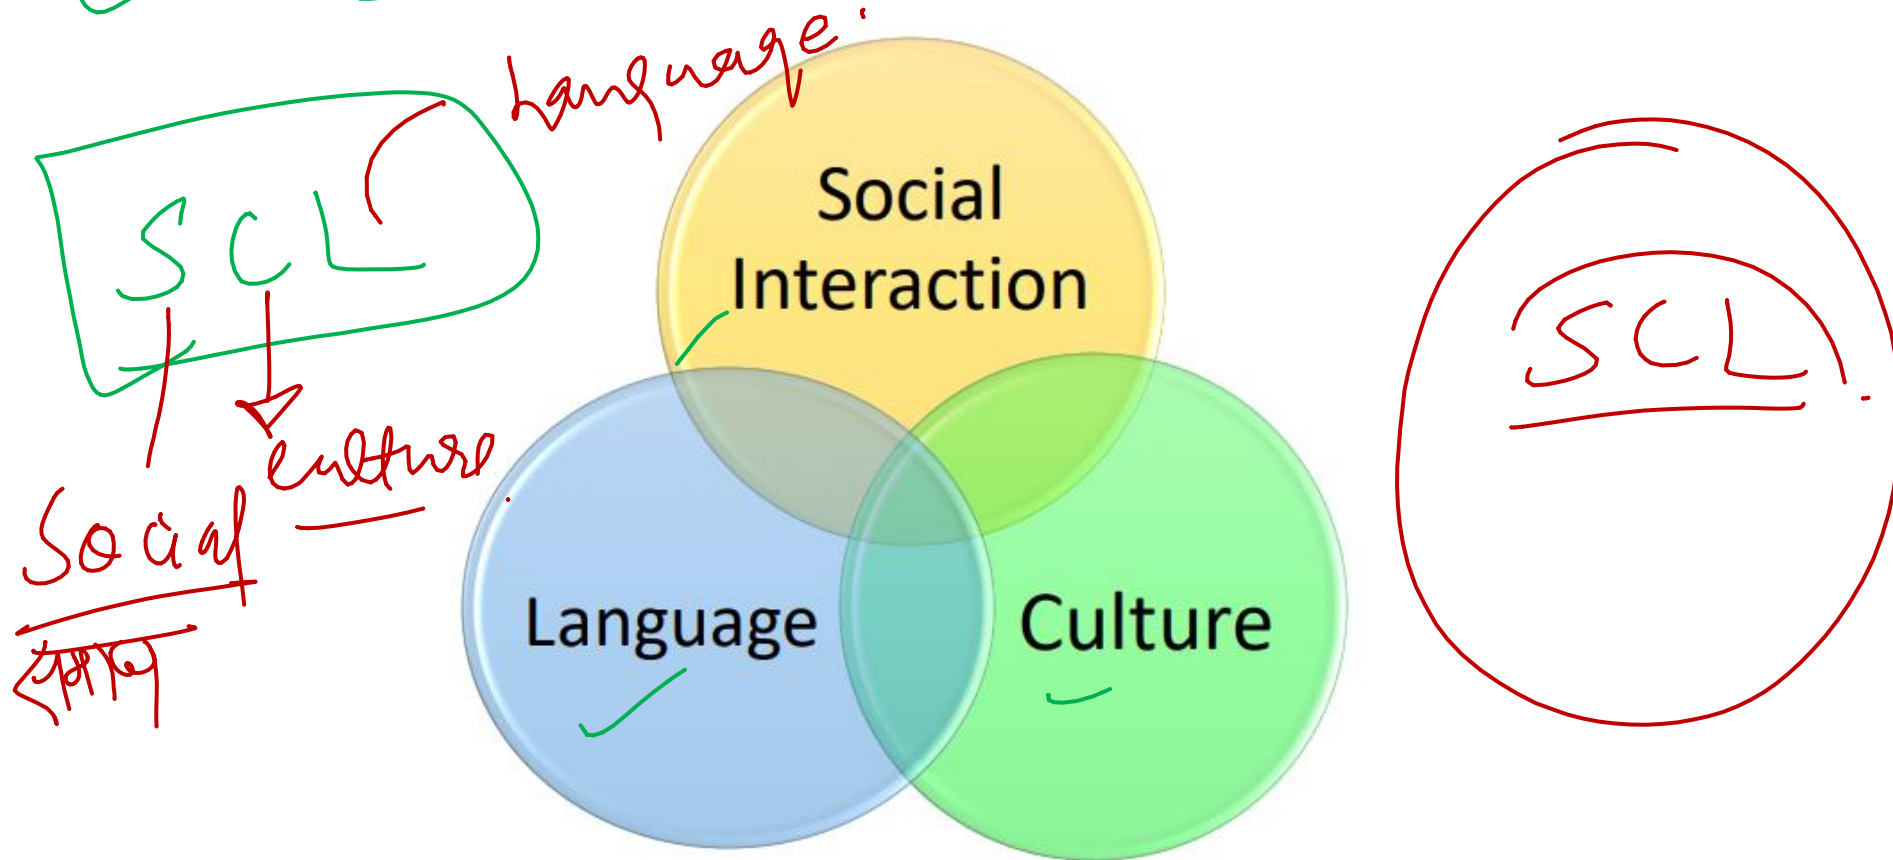 Language
SCL
culture
Social
समाज
Social
Interaction
Language
Culture
SCL